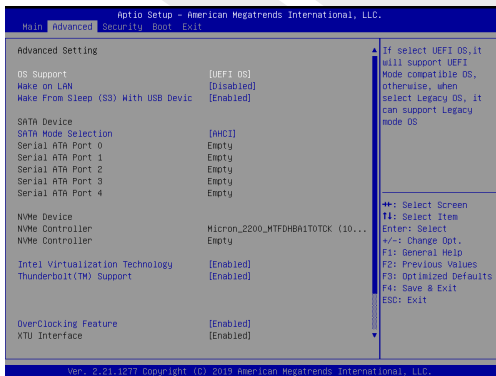 Aptio Setup – American Megatrends International, LLC.
Main Advanced Security Boot Exit
Advanced Setting
OS Support [UEFI OS]
Wake on LAN [Disabled]
Wake From Sleep (S3) With USB Devic [Enabled]
SATA Device
SATA Mode Selection [AHCI]
Serial ATA Port 0 Empty
Serial ATA Port 1 Empty
Serial ATA Port 2 Empty
Serial ATA Port 3 Empty
Serial ATA Port 4 Empty
NVMe Device
NVMe Controller Micron_2200_MTFDHBA1T0TCK (10...
NVMe Controller Empty
Intel Virtualization Technology [Enabled]
Thunderbolt(TM) Support [Enabled]
OverClocking Feature [Enabled]
XTU Interface [Enabled]
If select UEFI OS,it
will support UEFI
Mode compatible OS,
otherwise, when
select Legacy OS, it
can support Legacy
mode OS
→←: Select Screen
↑↓: Select Item
Enter: Select
+/-: Change Opt.
F1: General Help
F2: Previous Values
F3: Optimized Defaults
F4: Save & Exit
ESC: Exit
Ver. 2.21.1277 Copyright (C) 2019 American Megatrends International, LLC.